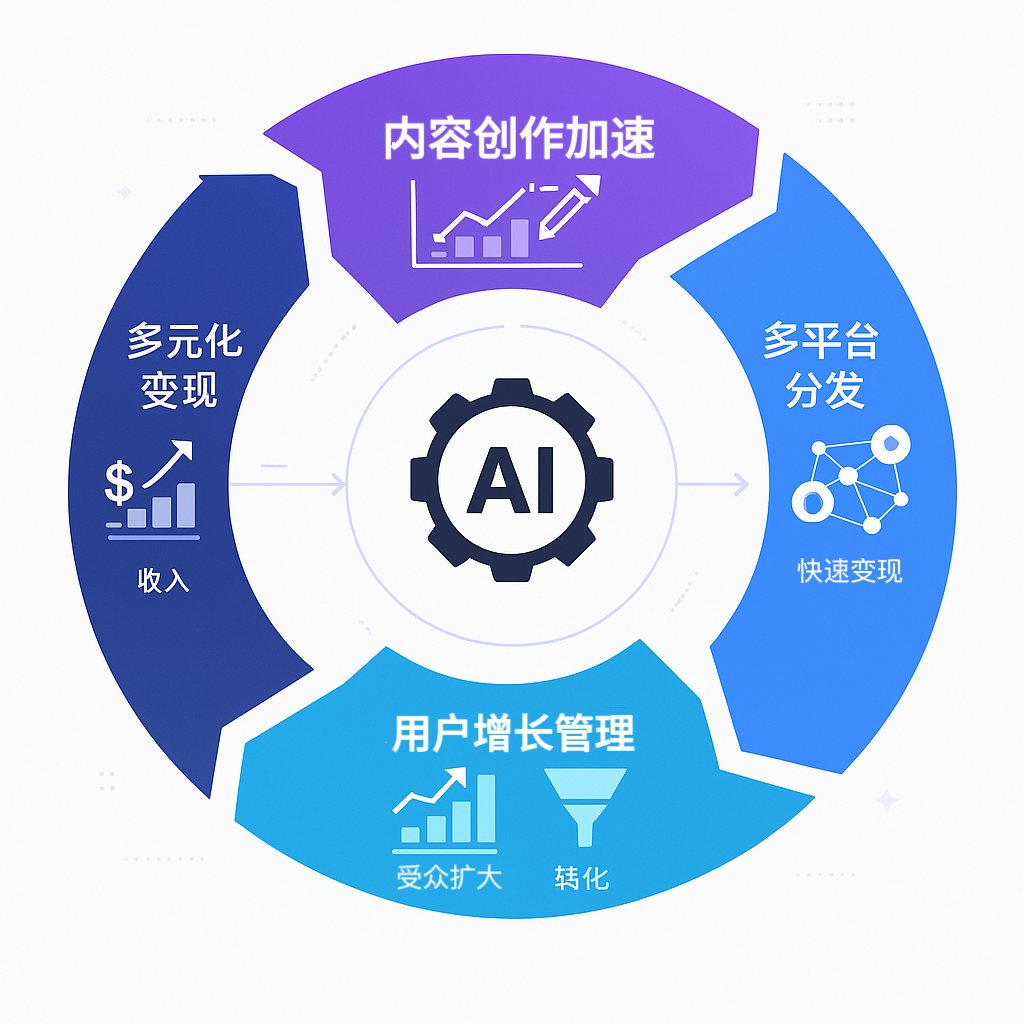 内容创作加速
多元化
变现
$
收入
AI
多平台
分发
快速变现
用户增长管理
受众扩大
转化